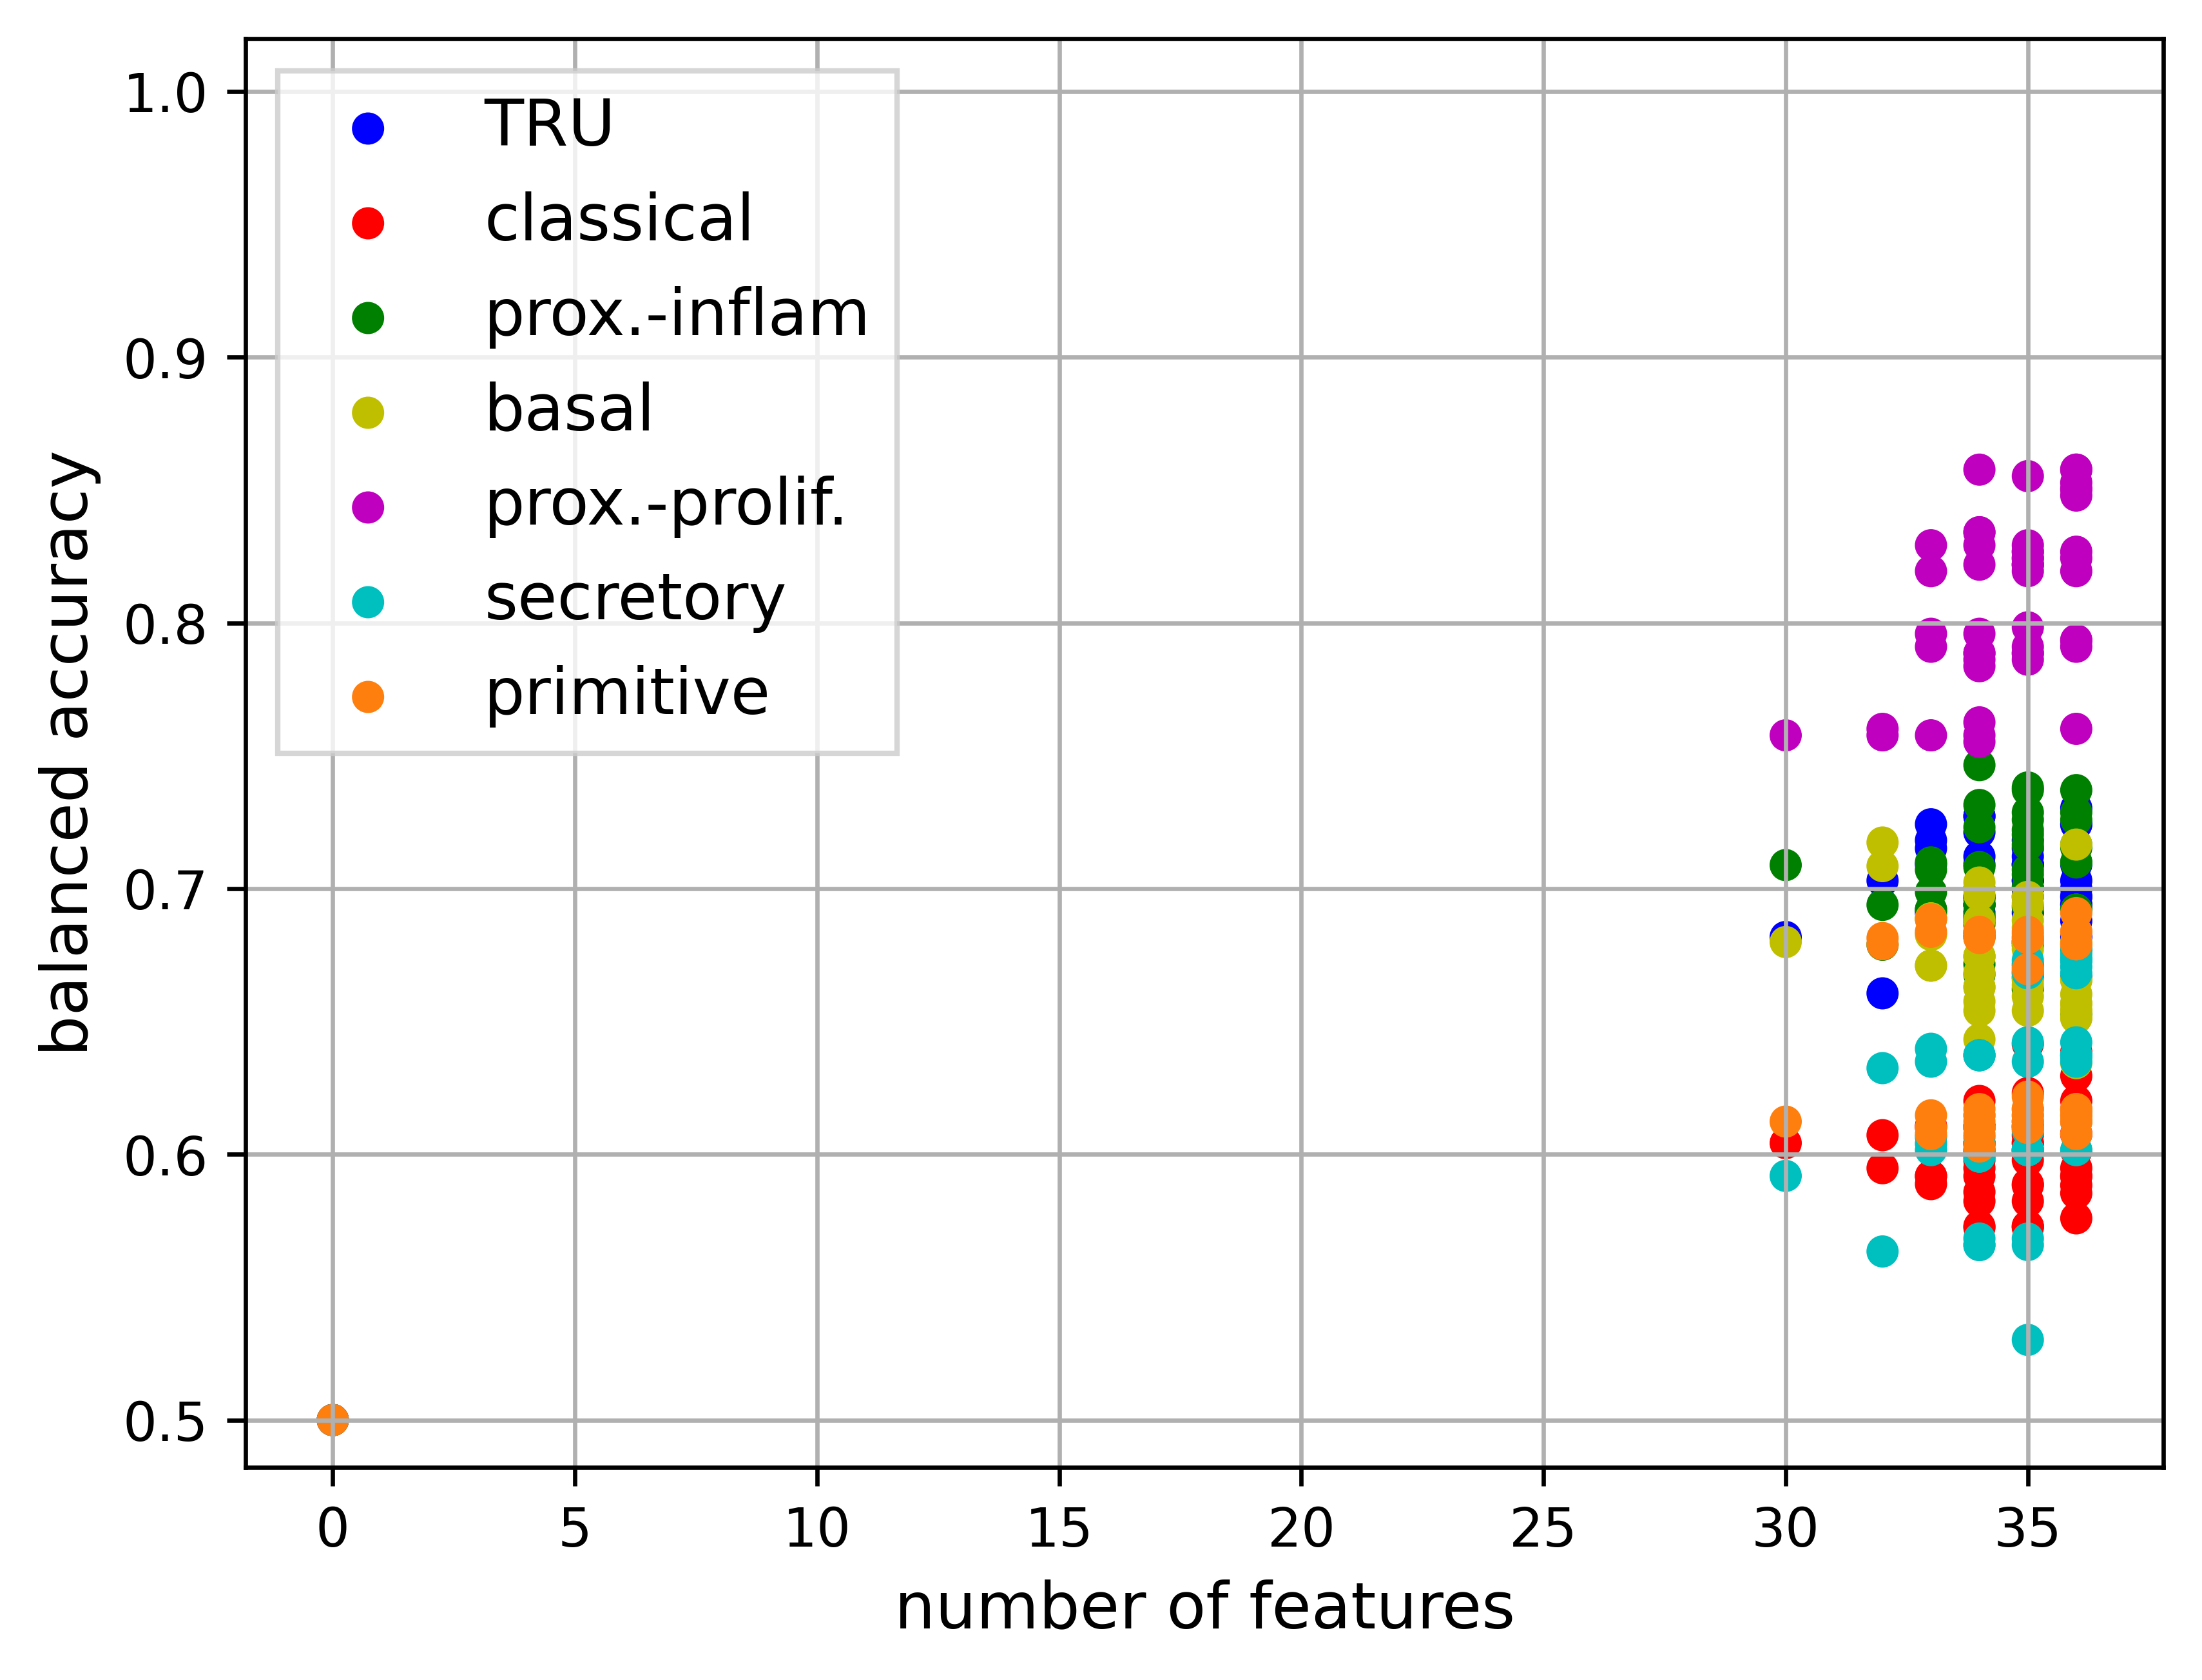 1.0
0.9
0.8
0.7
0.6
0.5
balanced accuracy
TRU
classical
prox.-inflam
basal
prox.-prolif.
secretory
primitive
0 5 10 15 20 25 30 35
number of features